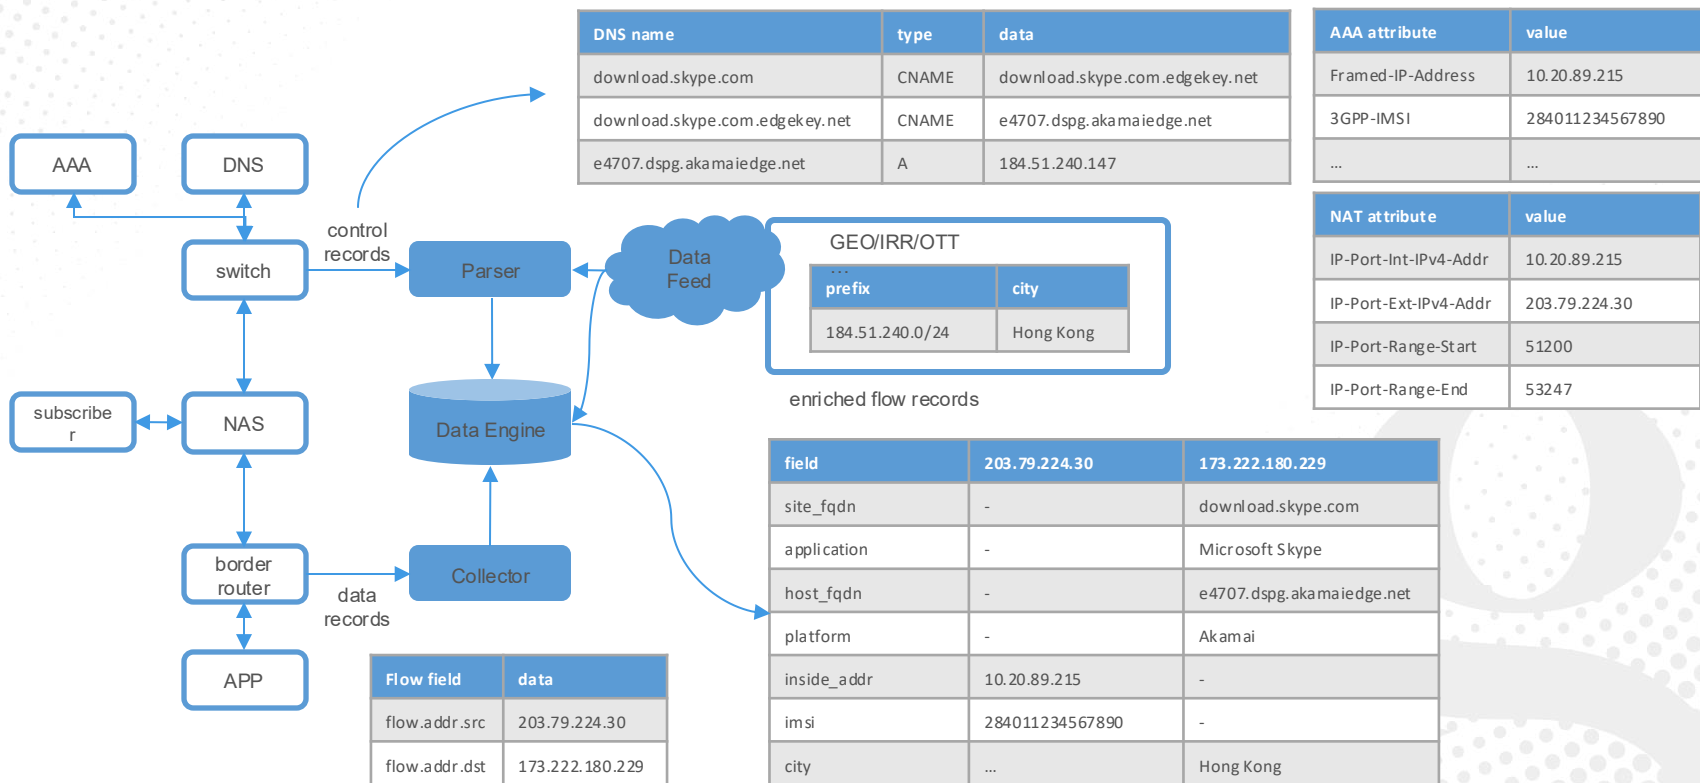 DNS name type data
download.skype.com CNAME download.skype.com.edgekey.net
download.skype.com.edgekey.net CNAME e4707.dspg.akamaiedge.net
e4707.dspg.akamaiedge.net A 184.51.240.147
AAA attribute value
Framed-IP-Address 10.20.89.215
3GPP-IMSI 284011234567890
... ...
NAT attribute value
IP-Port-Int-IPv4-Addr 10.20.89.215
IP-Port-Ext-IPv4-Addr 203.79.224.30
IP-Port-Range-Start 51200
IP-Port-Range-End 53247
AAA
DNS
switch
control
records
Parser
Data
Feed
GEO/IRR/OTT
...
prefix city
184.51.240.0/24 Hong Kong
subscribe
r
NAS
Data Engine
enriched flow records
border
router
data
records
Collector
APP
field 203.79.224.30 173.222.180.229
site_fqdn - download.skype.com
application - Microsoft Skype
host_fqdn - e4707.dspg.akamaiedge.net
platform - Akamai
inside_addr 10.20.89.215 -
imsi 284011234567890 -
city ... Hong Kong
Flow field data
flow.addr.src 203.79.224.30
flow.addr.dst 173.222.180.229